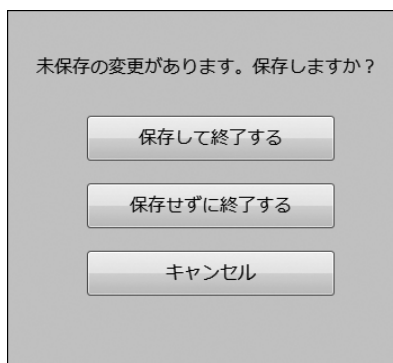 未保存の変更があります。保存しますか？
保存して終了する
保存せずに終了する
キャンセル